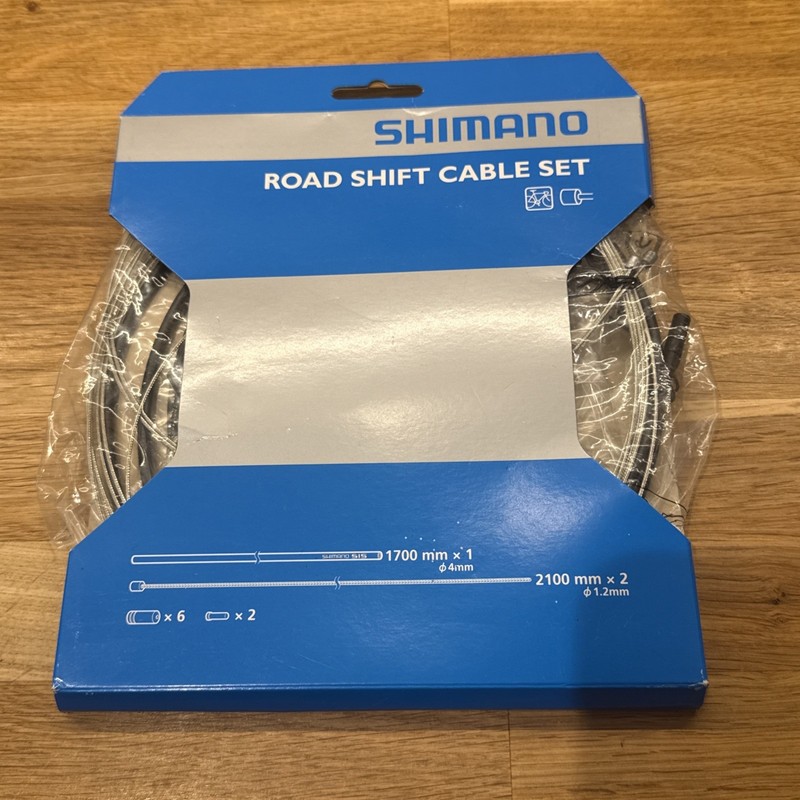 SHIMANO
ROAD SHIFT CABLE SET
SHIMANO SIS
1700 mm × 1
ϕ4mm
2100 mm × 2
ϕ1.2mm
× 6
× 2